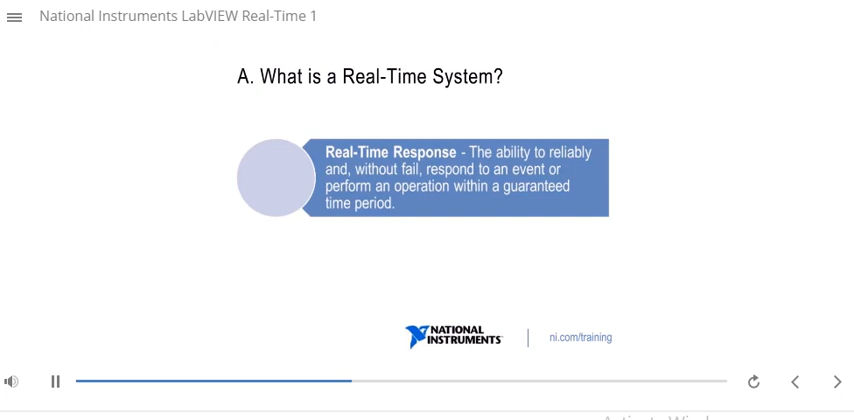 National Instruments LabVIEW Real-Time 1
A. What is a Real-Time System?
Real-Time Response - The ability to reliably
and, without fail, respond to an event or
perform an operation within a guaranteed
time period.
NATIONAL
INSTRUMENTS
ni.com/training